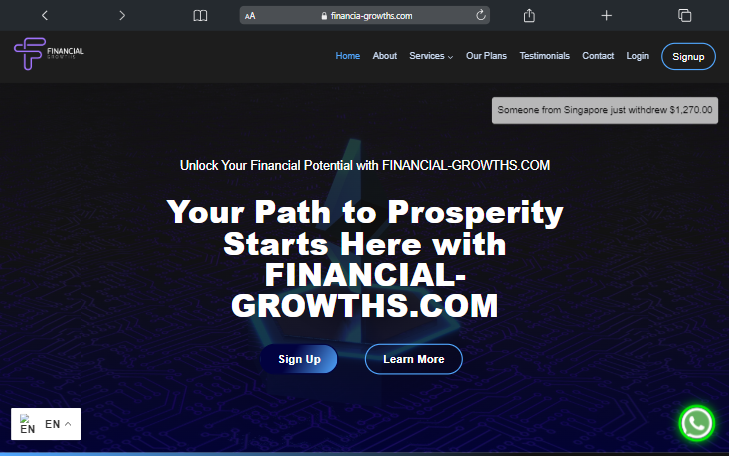 AA financia-growths.com
FINANCIAL
GROWTHS
Home About Services Our Plans Testimonials Contact Login Signup
Someone from Singapore just withdrew $1,270.00
Unlock Your Financial Potential with FINANCIAL-GROWTHS.COM
Your Path to Prosperity
Starts Here with
FINANCIAL-
GROWTHS.COM
Sign Up Learn More
EN EN